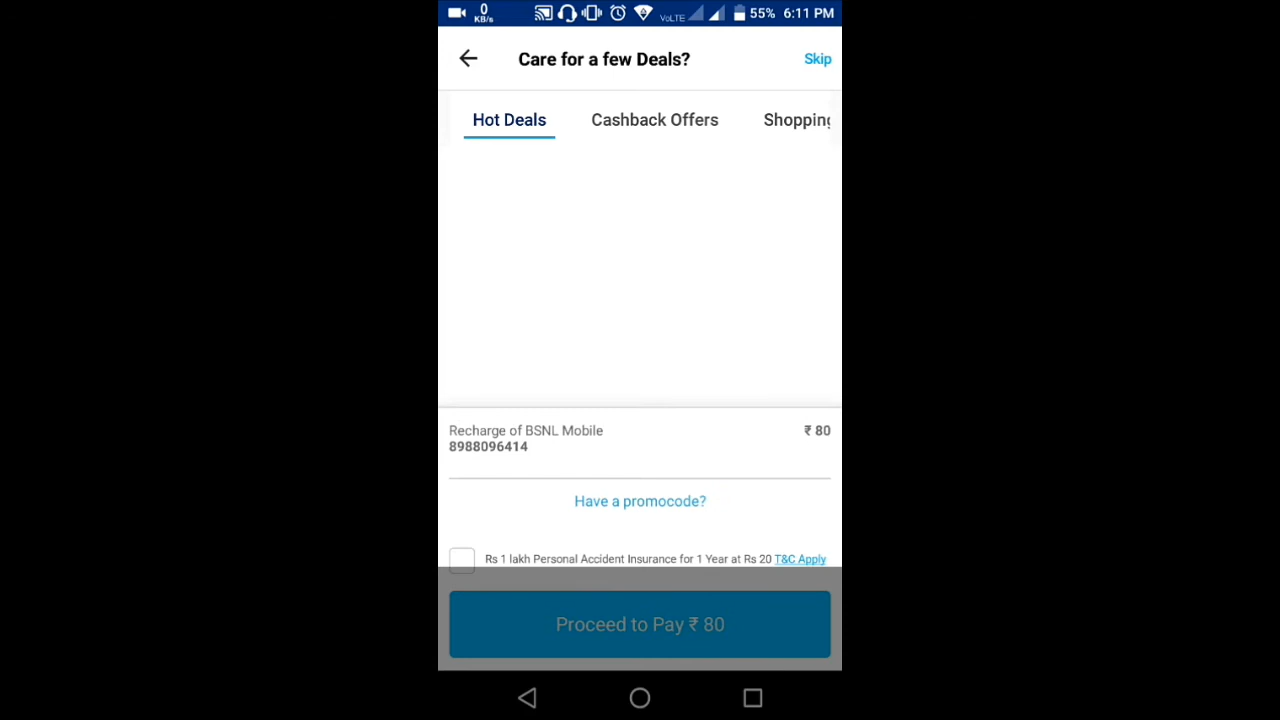 0
KB/s
VoLTE
55% 6:11 PM
Care for a few Deals?
Skip
Hot Deals
Cashback Offers
Shopping
Recharge of BSNL Mobile
₹ 80
8988096414
Have a promocode?
Rs 1 lakh Personal Accident Insurance for 1 Year at Rs 20 T&C Apply
Proceed to Pay ₹ 80